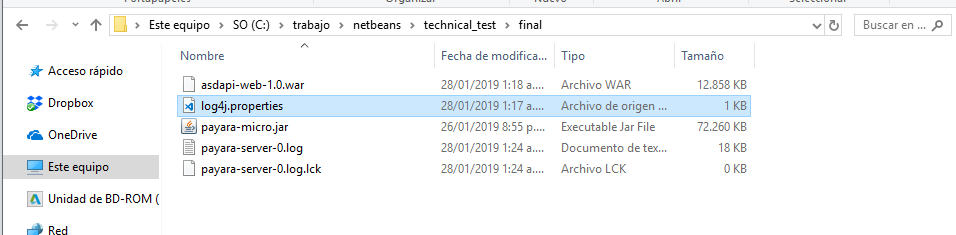 Portapapeles Organizar Nuevo Abrir Seleccionar
Este equipo SO (C:) trabajo netbeans technical_test final Buscar en ...
Nombre Fecha de modifica... Tipo Tamaño
Acceso rápido
Dropbox
OneDrive
Este equipo
Unidad de BD-ROM (
Red
asdapi-web-1.0.war 28/01/2019 1:18 a.... Archivo WAR 12.858 KB
log4j.properties 28/01/2019 1:17 a.... Archivo de origen ... 1 KB
payara-micro.jar 26/01/2019 8:55 p.... Executable Jar File 72.260 KB
payara-server-0.log 28/01/2019 1:24 a.... Documento de tex... 18 KB
payara-server-0.log.lck 28/01/2019 1:24 a.... Archivo LCK 0 KB